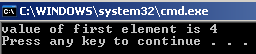 C:\WINDOWS\system32\cmd.exe
value of first element is 4
Press any key to continue . . .